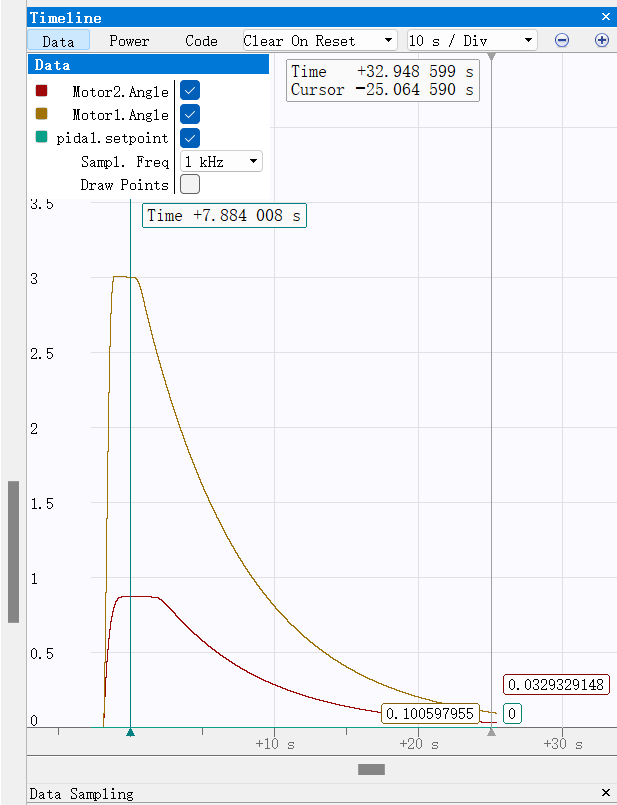 Timeline ×
Data Power Code Clear On Reset 10 s / Div
Data
Motor2.Angle
Motor1.Angle
pida1.setpoint
Sampl. Freq 1 kHz
Draw Points
Time +32.948 599 s
Cursor -25.064 590 s
Time +7.884 008 s
3.5
3
2.5
2
1.5
1
0.5
0
0.0329329148
0.100597955
0
+10 s +20 s +30 s
Data Sampling ×